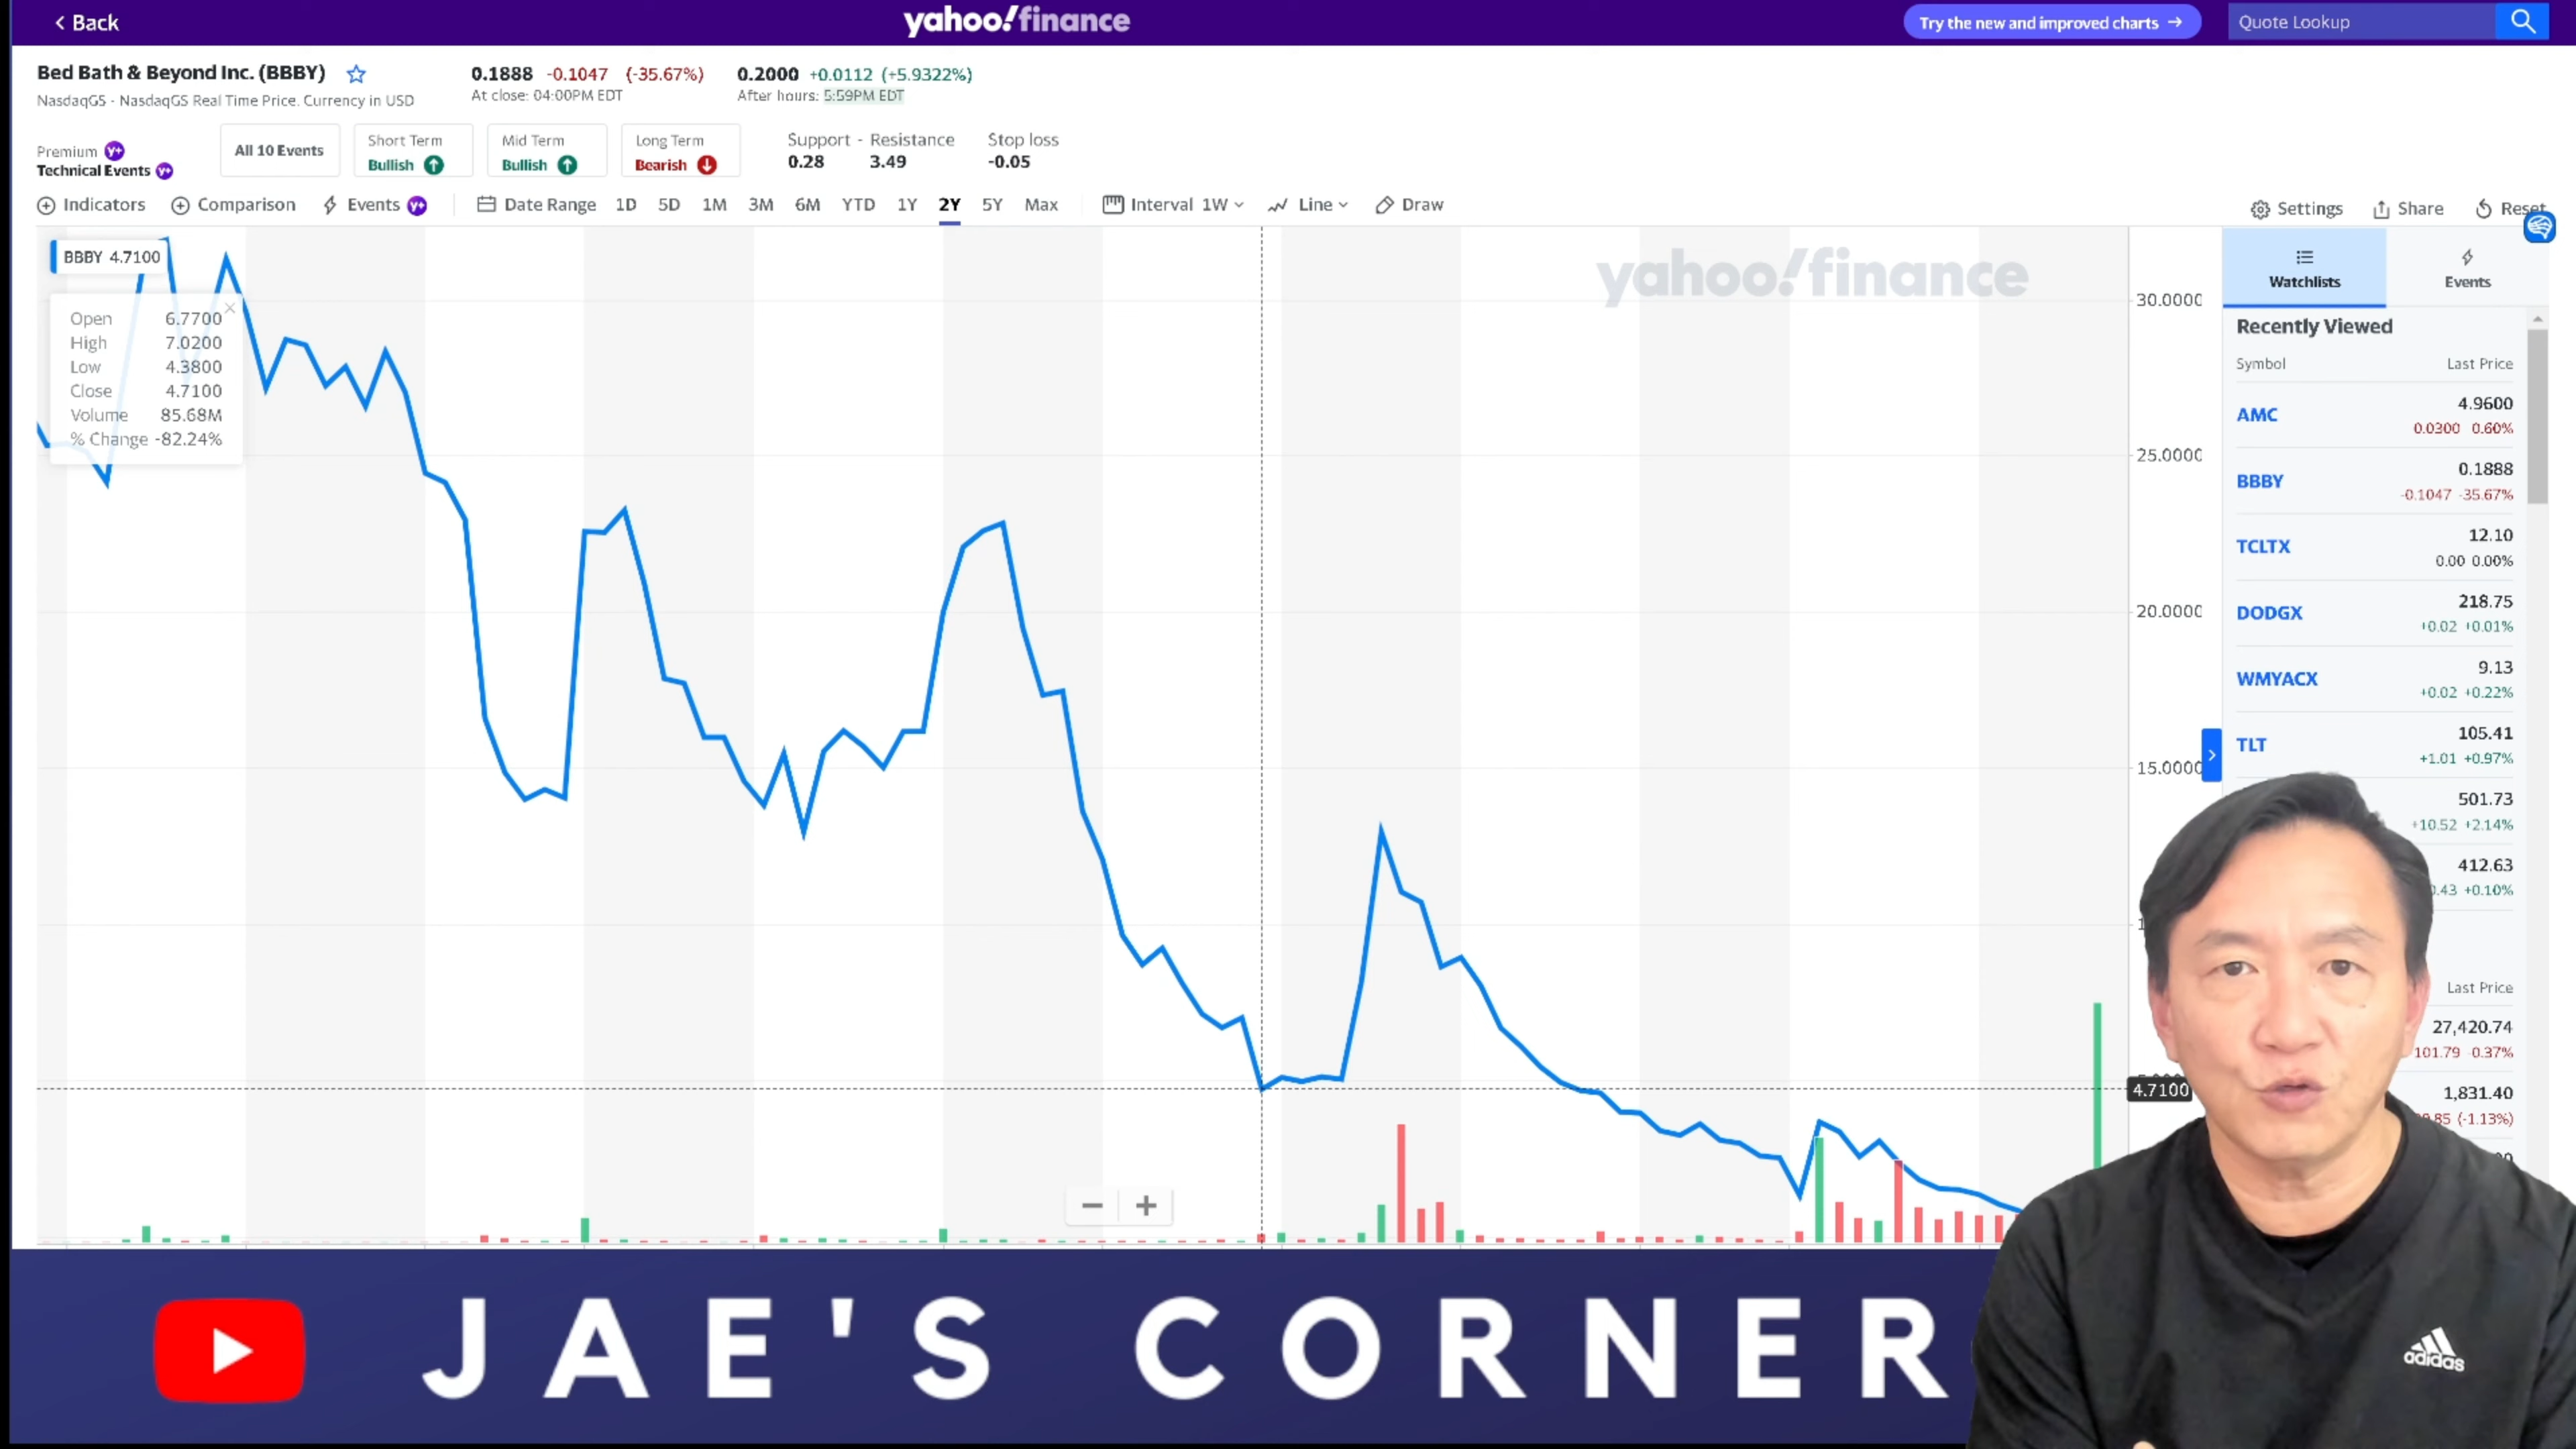 Back
yahoo!finance
Try the new and improved charts →
Quote Lookup
Bed Bath & Beyond Inc. (BBBY)
NasdaqGS - NasdaqGS Real Time Price. Currency in USD
0.1888 -0.1047 (-35.67%)
At close: 04:00PM EDT
0.2000 +0.0112 (+5.9322%)
After hours: 5:59PM EDT
Premium Y+
Technical Events Y+
All 10 Events
Short Term
Bullish
Mid Term
Bullish
Long Term
Bearish
Support - Resistance
0.28 3.49
Stop loss
-0.05
Indicators
Comparison
Events Y+
Date Range 1D 5D 1M 3M 6M YTD 1Y 2Y 5Y Max
Interval 1W
Line
Draw
Settings
Share
Reset
BBBY 4.7100
Open 6.7700
High 7.0200
Low 4.3800
Close 4.7100
Volume 85.68M
% Change -82.24%
yahoo!finance
30.0000
25.0000
20.0000
15.0000
4.7100
Watchlists
Events
Recently Viewed
Symbol Last Price
AMC 4.9600
0.0300 0.60%
BBBY 0.1888
-0.1047 -35.67%
TCLTX 12.10
0.00 0.00%
DODGX 218.75
+0.02 +0.01%
WMYACX 9.13
+0.02 +0.22%
TLT 105.41
+1.01 +0.97%
501.73
+10.52 +2.14%
412.63
+0.10%
Last Price
27,420.74
101.79 -0.37%
1,831.40
(-1.13%)
JAE'S CORNER
adidas